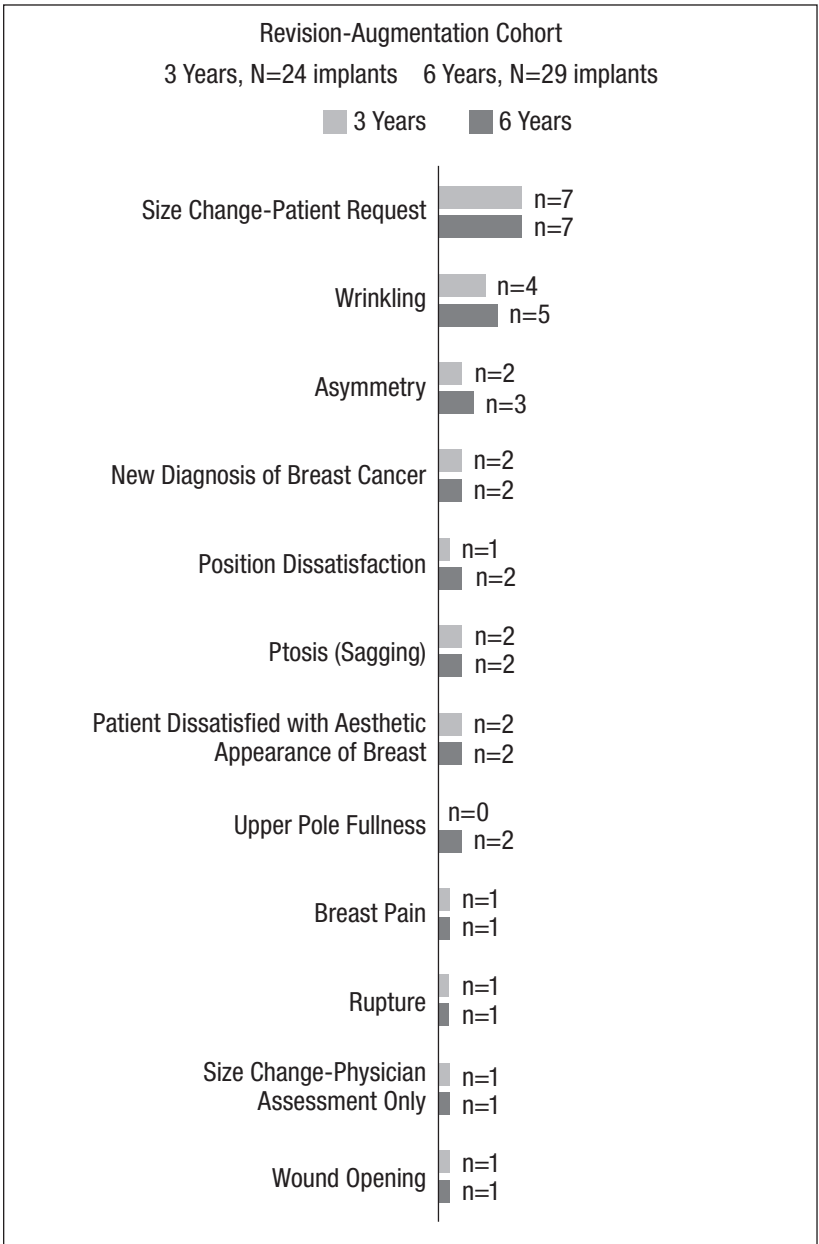 Revision-Augmentation Cohort
3 Years, N=24 implants 6 Years, N=29 implants
3 Years 6 Years
Size Change-Patient Request
n=7
n=7
Wrinkling
n=4
n=5
Asymmetry
n=2
n=3
New Diagnosis of Breast Cancer
n=2
n=2
Position Dissatisfaction
n=1
n=2
Ptosis (Sagging)
n=2
n=2
Patient Dissatisfied with Aesthetic
Appearance of Breast
n=2
n=2
Upper Pole Fullness
n=0
n=2
Breast Pain
n=1
n=1
Rupture
n=1
n=1
Size Change-Physician
Assessment Only
n=1
n=1
Wound Opening
n=1
n=1